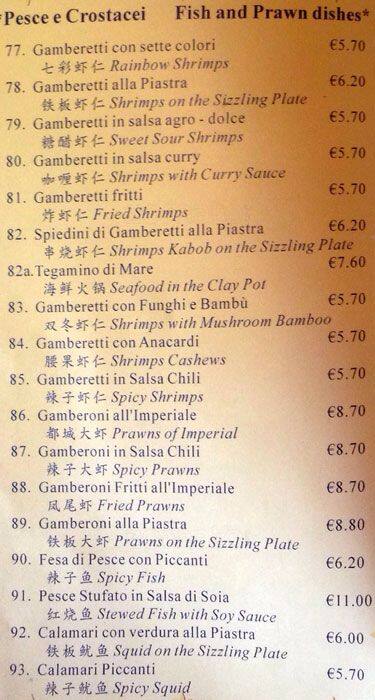 *Pesce e Crostacei Fish and Prawn dishes*
77. Gamberetti con sette colori €5.70
七彩虾仁 Rainbow Shrimps
78. Gamberetti alla Piastra €6.20
铁板虾仁 Shrimps on the Sizzling Plate
79. Gamberetti in salsa agro - dolce €5.70
糖醋虾仁 Sweet Sour Shrimps
80. Gamberetti in salsa curry €5.70
咖喱虾仁 Shrimps with Curry Sauce
81. Gamberetti fritti €5.70
炸虾仁 Fried Shrimps
82. Spiedini di Gamberetti alla Piastra €6.20
串烧虾仁 Shrimps Kabob on the Sizzling Plate
82a.Tegamino di Mare €7.60
海鲜火锅 Seafood in the Clay Pot
83. Gamberetti con Funghi e Bambù €5.70
双冬虾仁 Shrimps with Mushroom Bamboo
84. Gamberetti con Anacardi €5.70
腰果虾仁 Shrimps Cashews
85. Gamberetti in Salsa Chili €5.70
辣子虾仁 Spicy Shrimps
86. Gamberoni all'Imperiale €8.70
都城大虾 Prawns of Imperial
87. Gamberoni in Salsa Chili €8.70
辣子大虾 Spicy Prawns
88. Gamberoni Fritti all'Imperiale €8.70
凤尾虾 Fried Prawns
89. Gamberoni alla Piastra €8.80
铁板大虾 Prawns on the Sizzling Plate
90. Fesa di Pesce con Piccanti €6.20
辣子鱼 Spicy Fish
91. Pesce Stufato in Salsa di Soia €11.00
红烧鱼 Stewed Fish with Soy Sauce
92. Calamari con verdura alla Piastra €6.00
铁板鱿鱼 Squid on the Sizzling Plate
93. Calamari Piccanti €5.70
辣子鱿鱼 Spicy Squid